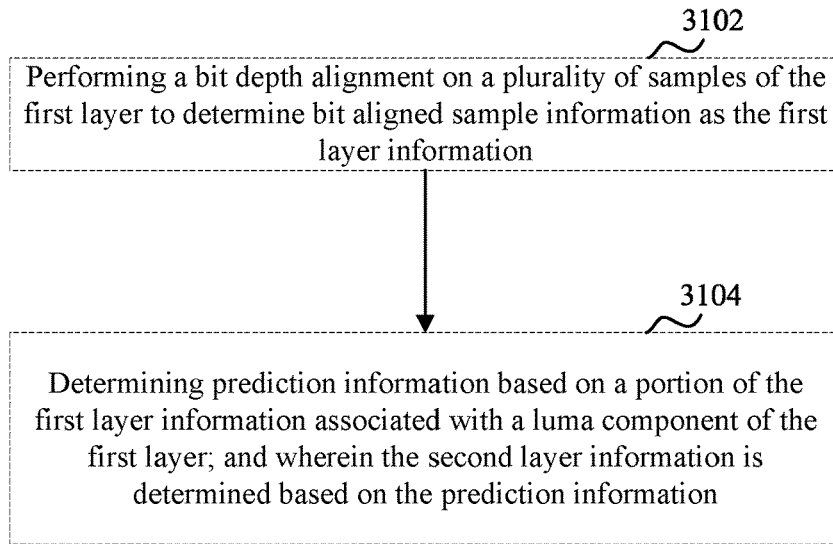 3102
Performing a bit depth alignment on a plurality of samples of the
first layer to determine bit aligned sample information as the first
layer information
3104
Determining prediction information based on a portion of the
first layer information associated with a luma component of the
first layer; and wherein the second layer information is
determined based on the prediction information